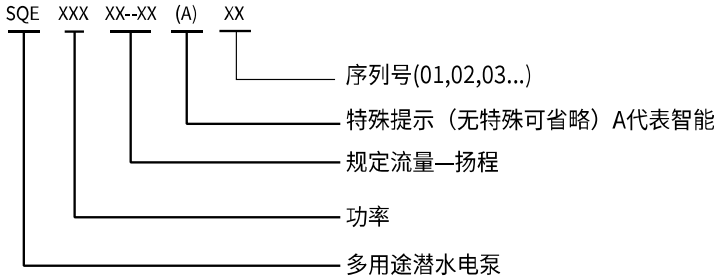 SQE XXX XX--XX (A) XX
序列号(01,02,03...)
特殊提示（无特殊可省略）A代表智能
规定流量—扬程
功率
多用途潜水电泵